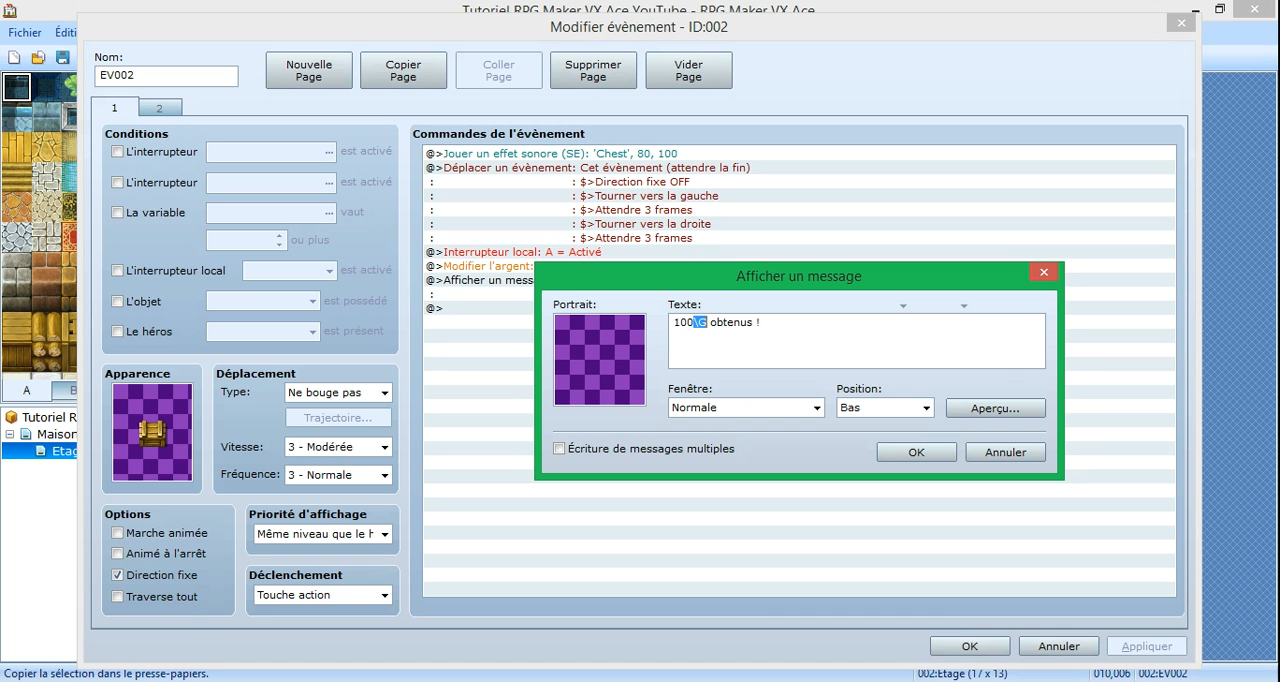 Tutoriel RPG Maker VX Ace YouTube - RPG Maker VX Ace
Fichier Éditi
Modifier évènement - ID:002
Nom:
EV002
Nouvelle Page
Copier Page
Coller Page
Supprimer Page
Vider Page
1 2
Conditions
L'interrupteur ... est activé
L'interrupteur ... est activé
La variable ... vaut
ou plus
L'interrupteur local est activé
L'objet est possédé
Le héros est présent
Apparence
Déplacement
Type: Ne bouge pas
Trajectoire...
Vitesse: 3 - Modérée
Fréquence: 3 - Normale
Options
Marche animée
Animé à l'arrêt
Direction fixe
Traverse tout
Priorité d'affichage
Même niveau que le h
Déclenchement
Touche action
Commandes de l'évènement
@>Jouer un effet sonore (SE): 'Chest', 80, 100
@>Déplacer un évènement: Cet évènement (attendre la fin)
: : $>Direction fixe OFF
: : $>Tourner vers la gauche
: : $>Attendre 3 frames
: : $>Tourner vers la droite
: : $>Attendre 3 frames
@>Interrupteur local: A = Activé
@>Modifier l'argent:
@>Afficher un mess
:
@>
Afficher un message
Portrait:
Texte:
100\G obtenus !
Fenêtre:
Normale
Position:
Bas
Aperçu...
Écriture de messages multiples
OK
Annuler
OK
Annuler
Appliquer
A B
Tutoriel R
Maison
Etag
Copier la sélection dans le presse-papiers.
002:Etage (17 x 13)
010,006 002:EV002